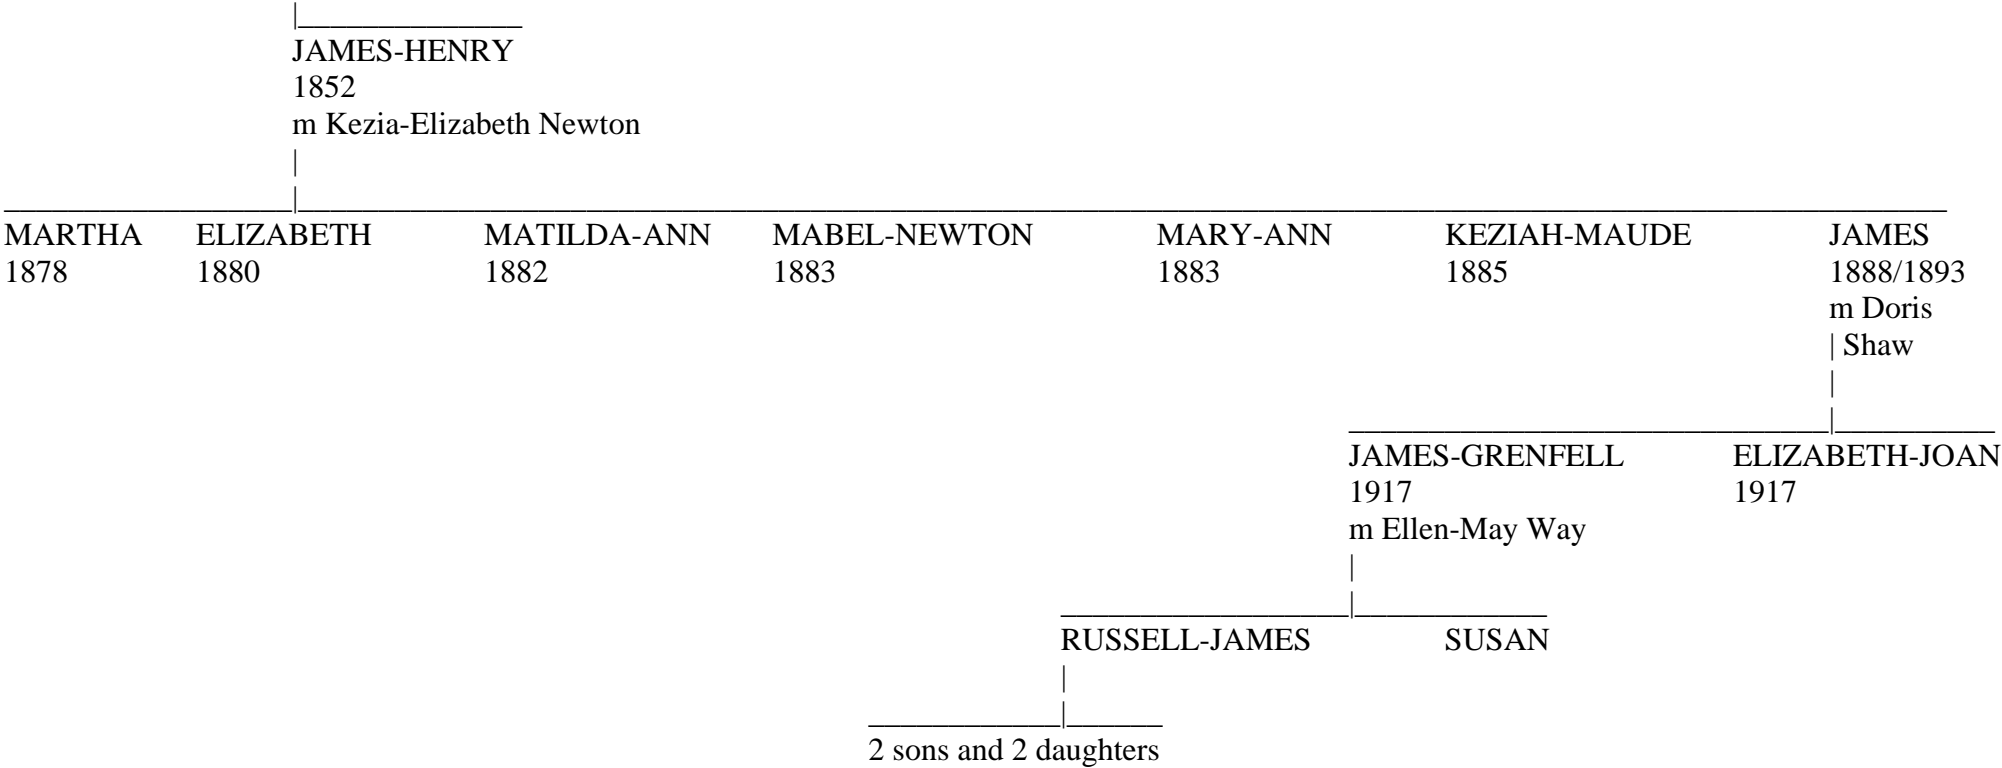 JAMES-HENRY
1852
m Kezia-Elizabeth Newton
MARTHA ELIZABETH MATILDA-ANN MABEL-NEWTON MARY-ANN KEZIAH-MAUDE JAMES
1878 1880 1882 1883 1883 1885 1888/1893
m Doris
Shaw
JAMES-GRENFELL ELIZABETH-JOAN
1917 1917
m Ellen-May Way
RUSSELL-JAMES SUSAN
2 sons and 2 daughters